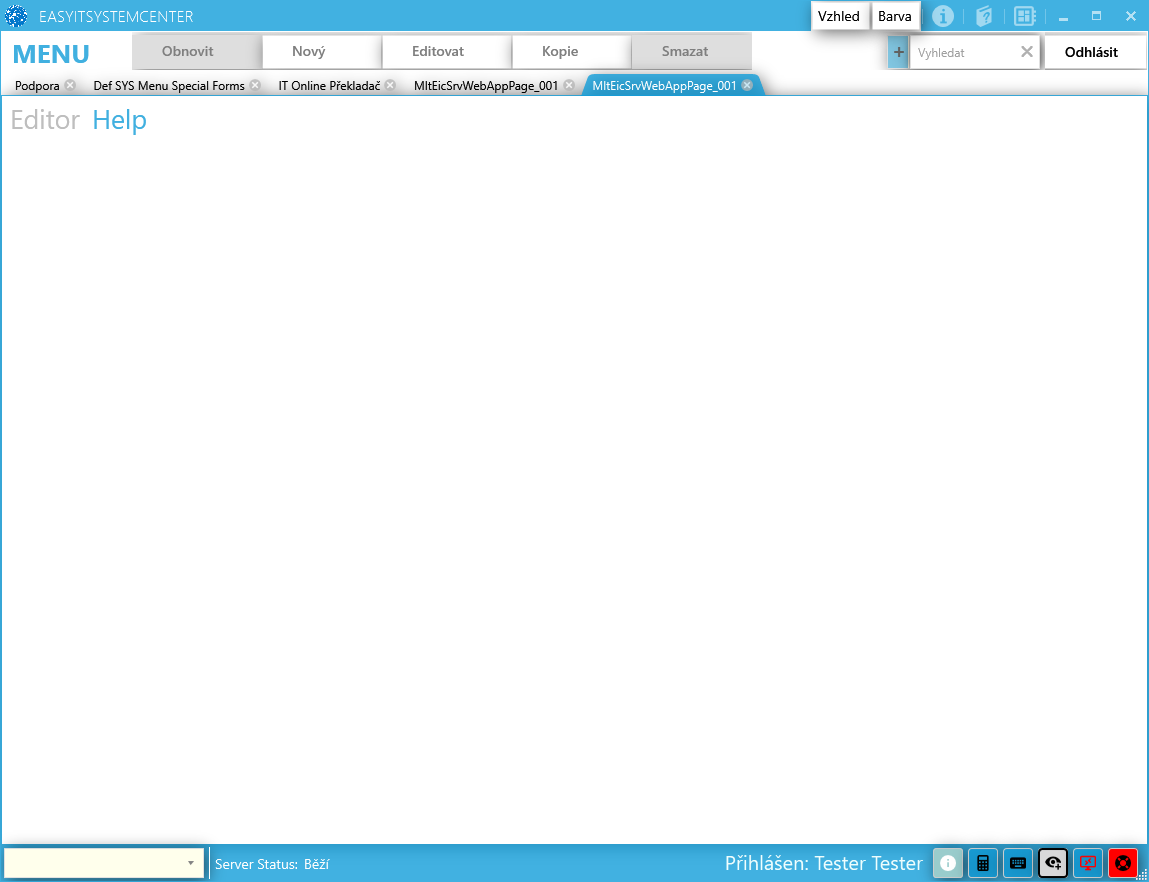 EASYITSYSTEMCENTER Vzhled Barva
MENU Obnovit Nový Editovat Kopie Smazat + Vyhledat Odhlásit
Podpora Def SYS Menu Special Forms IT Online Překladač MltEicSrvWebAppPage_001 MltEicSrvWebAppPage_001
Editor Help
Server Status: Běží Přihlášen: Tester Tester